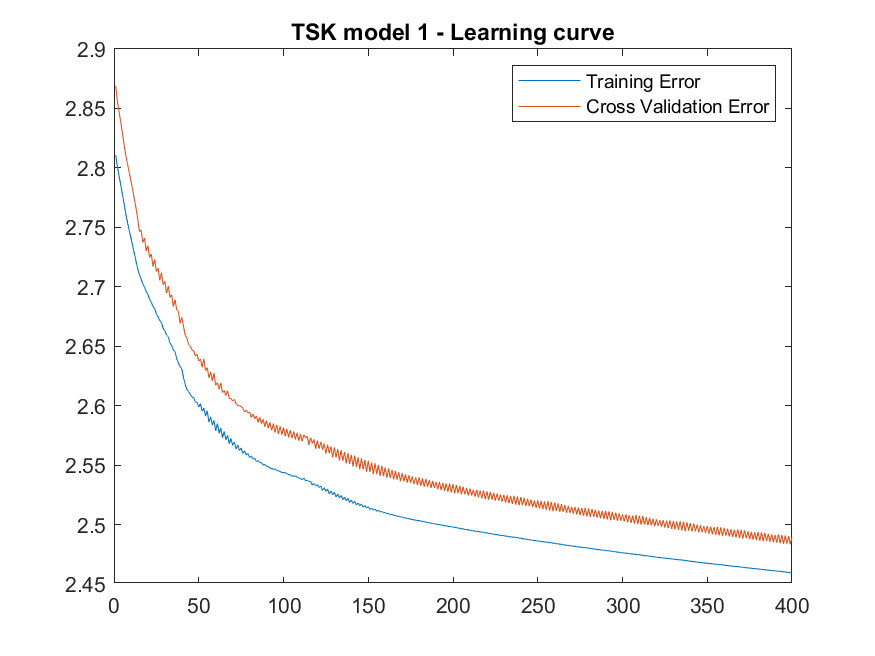 TSK model 1 - Learning curve
2.9
2.85
2.8
2.75
2.7
2.65
2.6
2.55
2.5
2.45
Training Error
Cross Validation Error
0 50 100 150 200 250 300 350 400